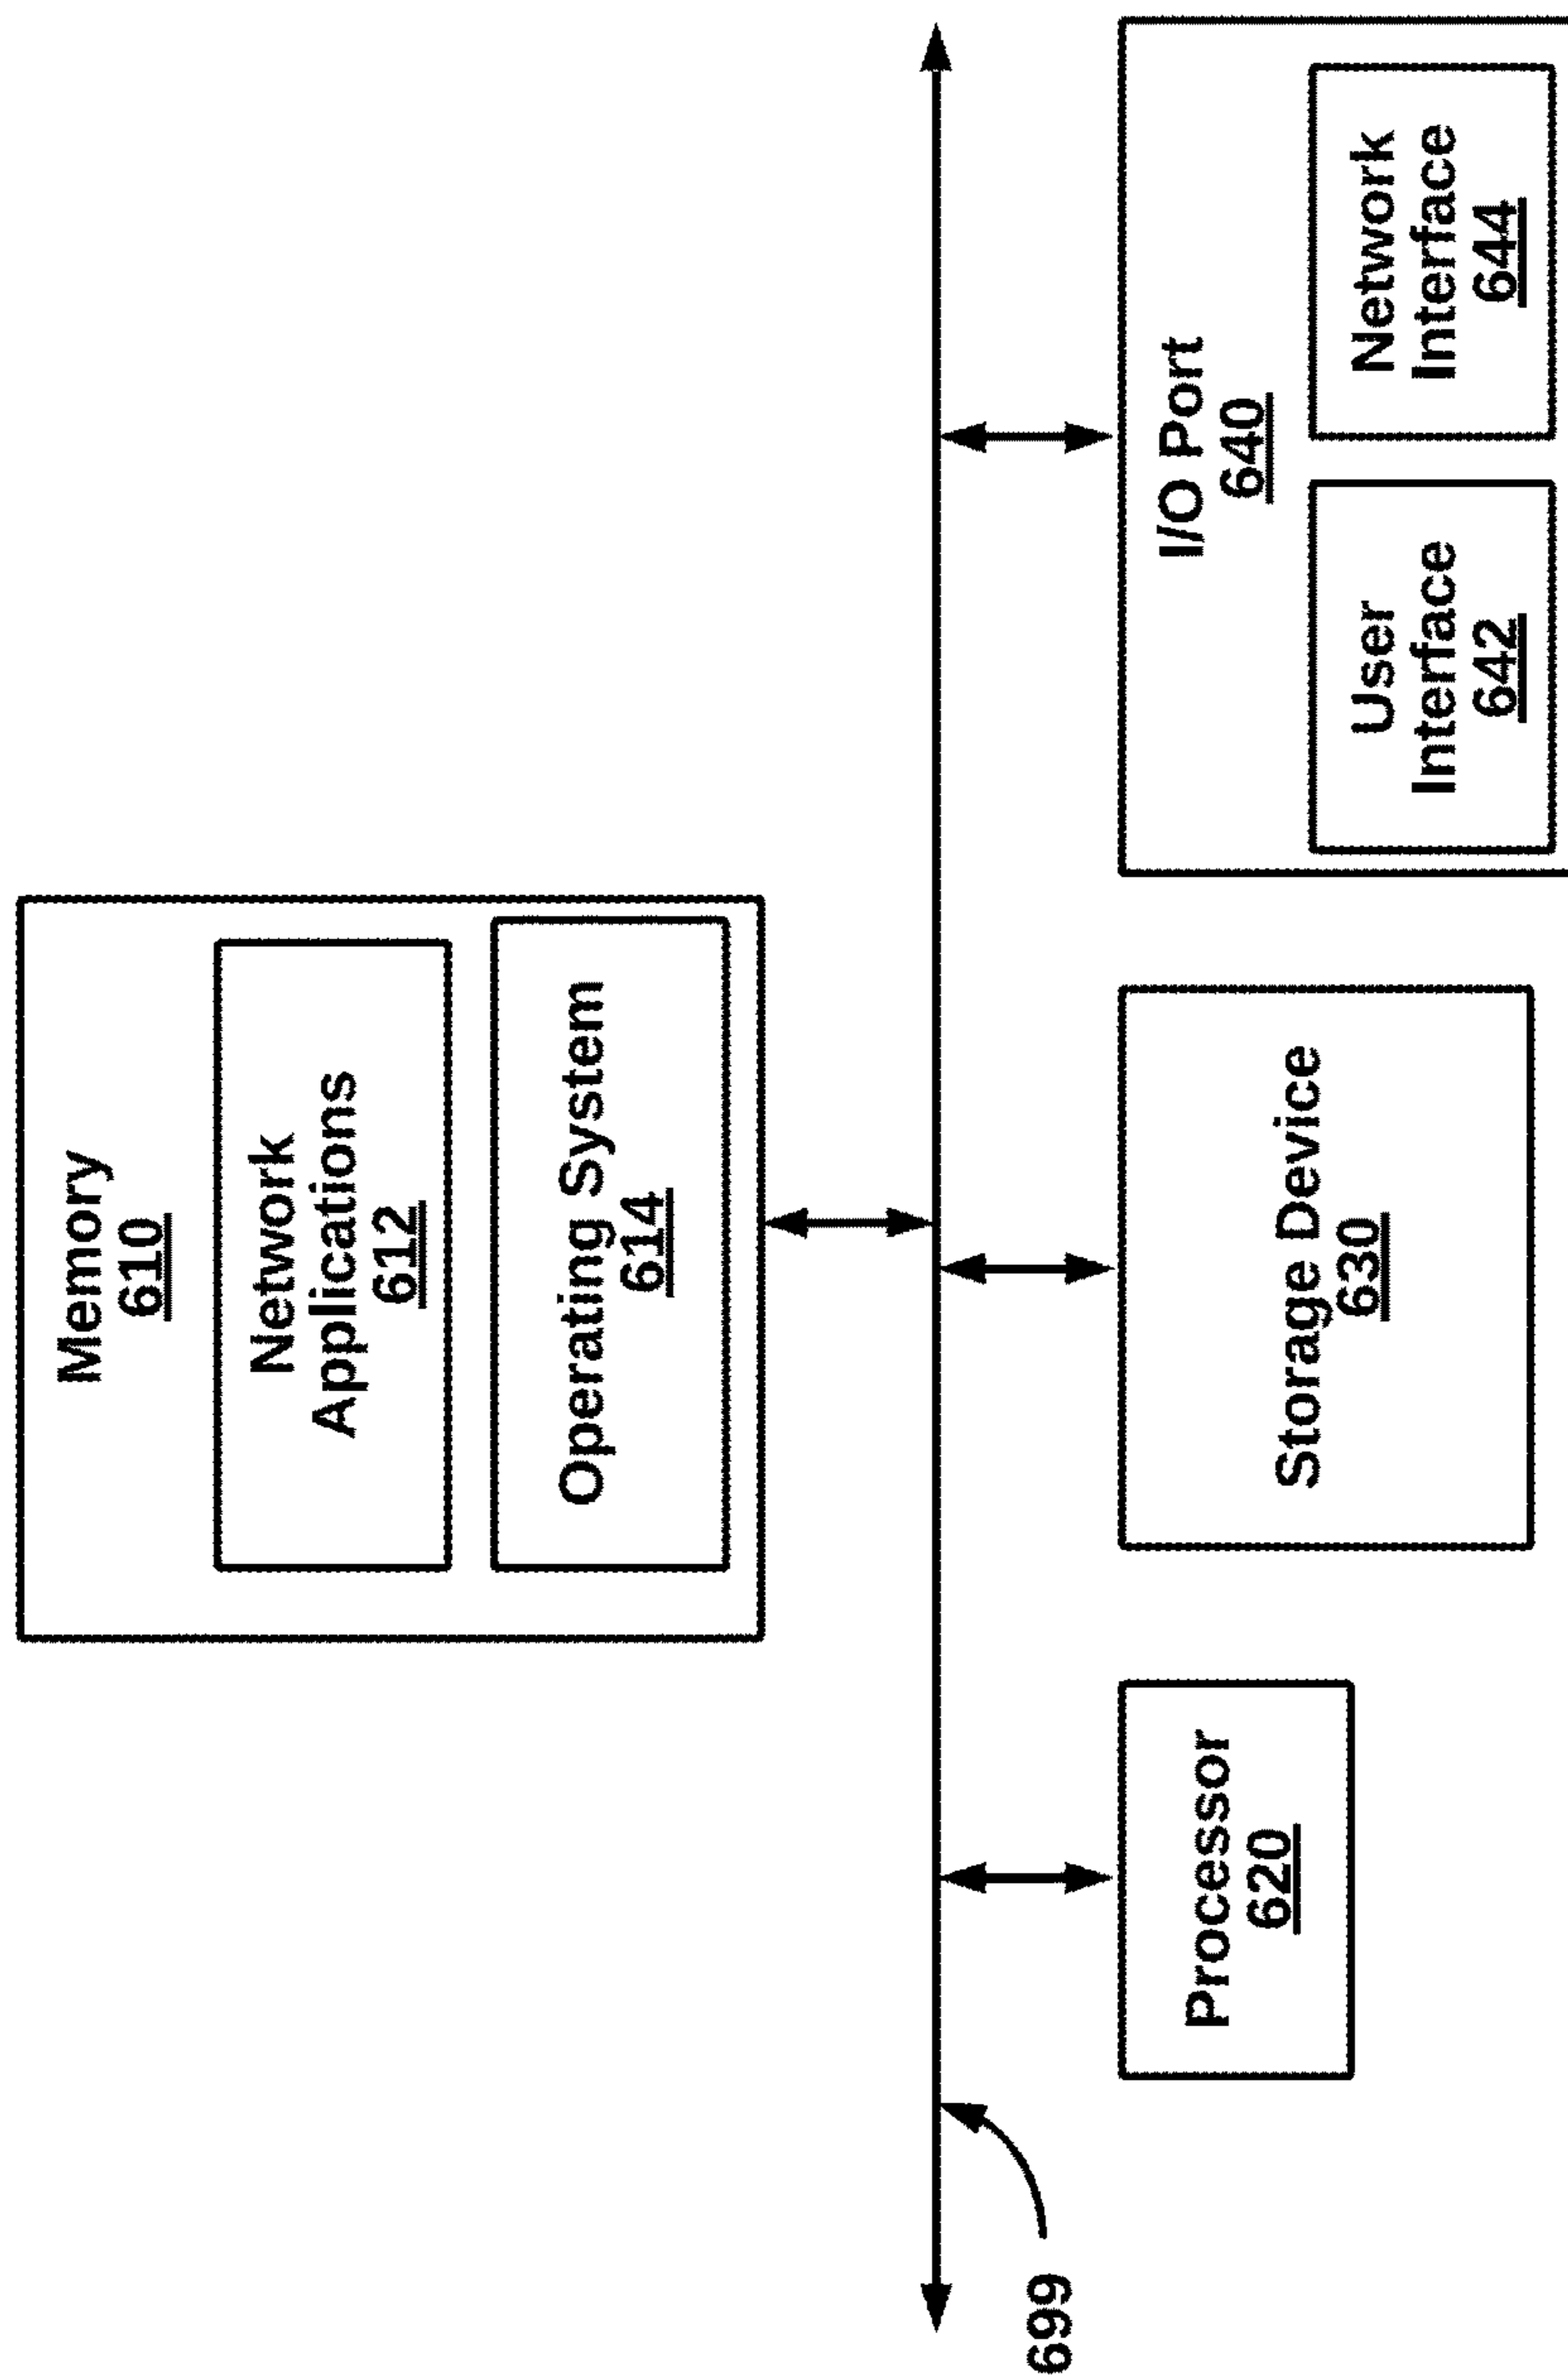 Memory
610
Network
Applications
612
Operating System
614
699
Processor
620
Storage Device
630
I/O Port
640
User
Interface
642
Network
Interface
644